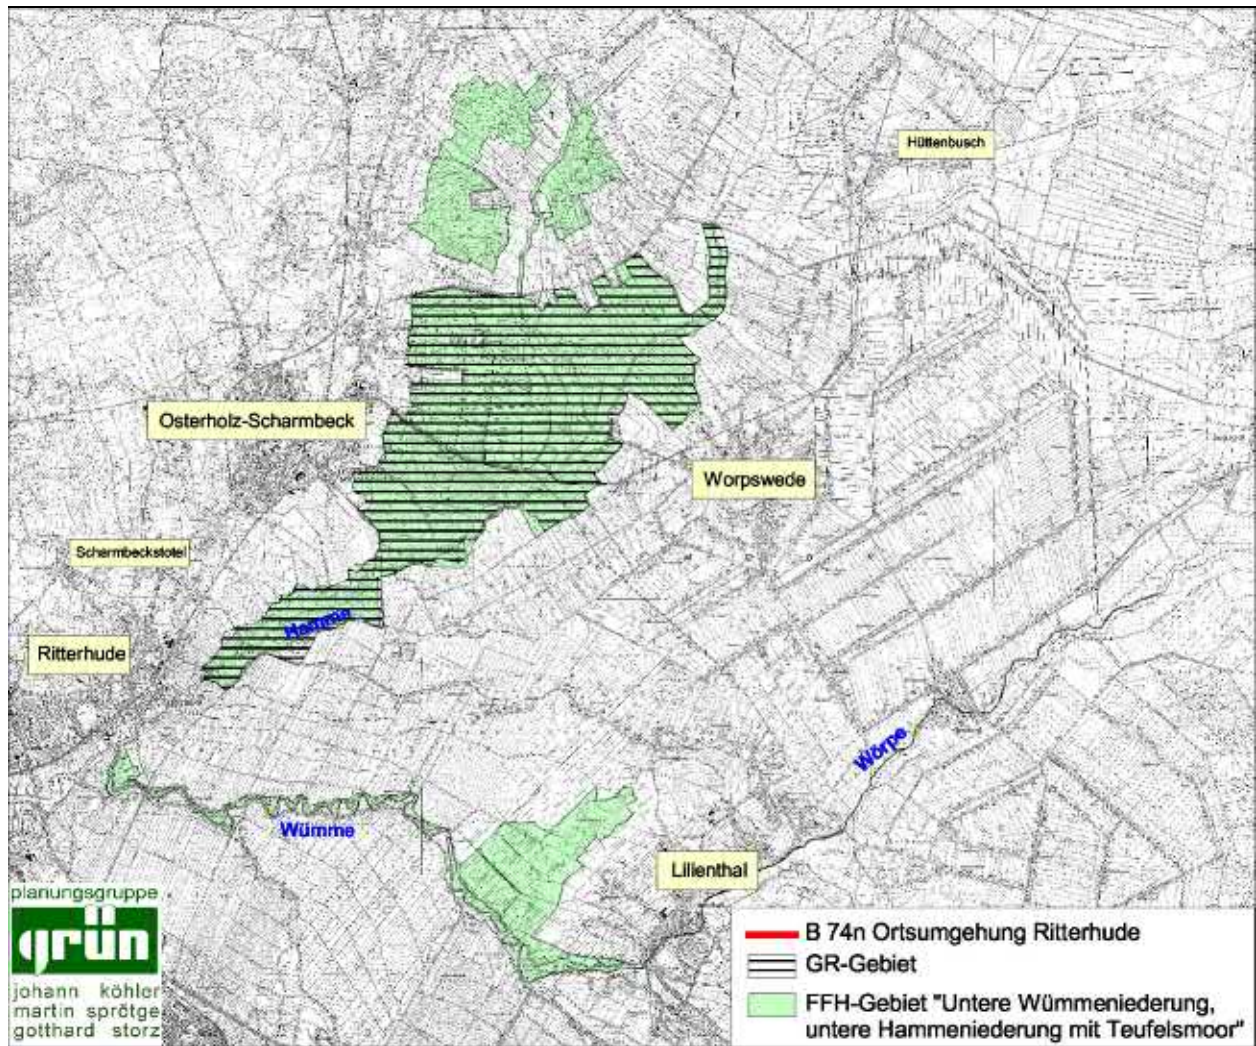 Hüttenbusch
Osterholz-Scharmbeck
Worpswede
Scharmbeckstotel
Hamme
Ritterhude
Wörpe
Wümme
Lilienthal
planungsgruppe
grün
johann köhler
martin sprötge
gotthard storz
B 74n Ortsumgehung Ritterhude
GR-Gebiet
FFH-Gebiet "Untere Wümmeniederung,
untere Hammeniederung mit Teufelsmoor"